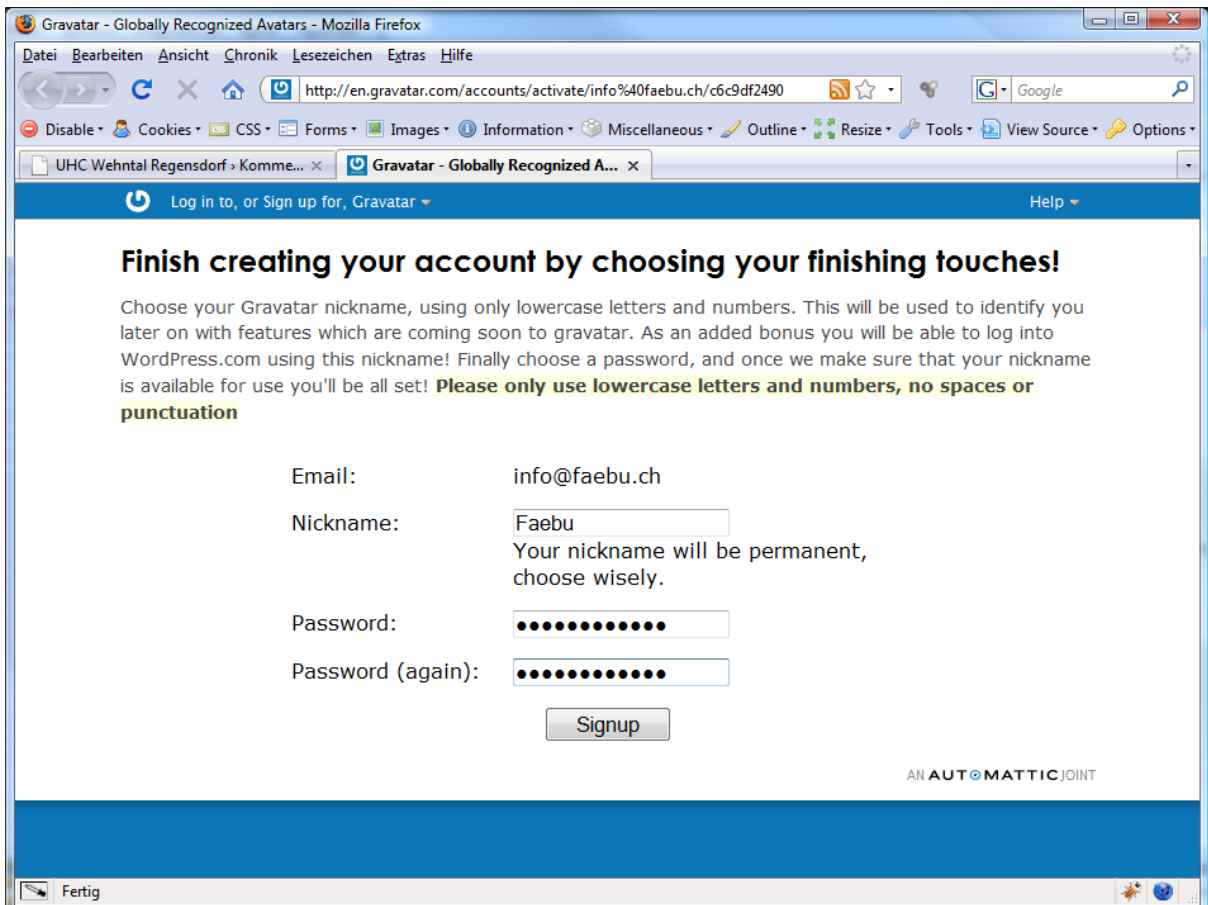 Gravatar - Globally Recognized Avatars - Mozilla Firefox
Datei Bearbeiten Ansicht Chronik Lesezeichen Extras Hilfe
http://en.gravatar.com/accounts/activate/info%40faebu.ch/c6c9df2490 Google
Disable Cookies CSS Forms Images Information Miscellaneous Outline Resize Tools View Source Options
UHC Wehntal Regensdorf › Komme... Gravatar - Globally Recognized A...
Log in to, or Sign up for, Gravatar Help
Finish creating your account by choosing your finishing touches!
Choose your Gravatar nickname, using only lowercase letters and numbers. This will be used to identify you
later on with features which are coming soon to gravatar. As an added bonus you will be able to log into
WordPress.com using this nickname! Finally choose a password, and once we make sure that your nickname
is available for use you'll be all set! Please only use lowercase letters and numbers, no spaces or
punctuation
Email: info@faebu.ch
Nickname: Faebu
Your nickname will be permanent,
choose wisely.
Password: ●●●●●●●●●●●●
Password (again): ●●●●●●●●●●●●
Signup
AN AUTOMATTIC JOINT
Fertig